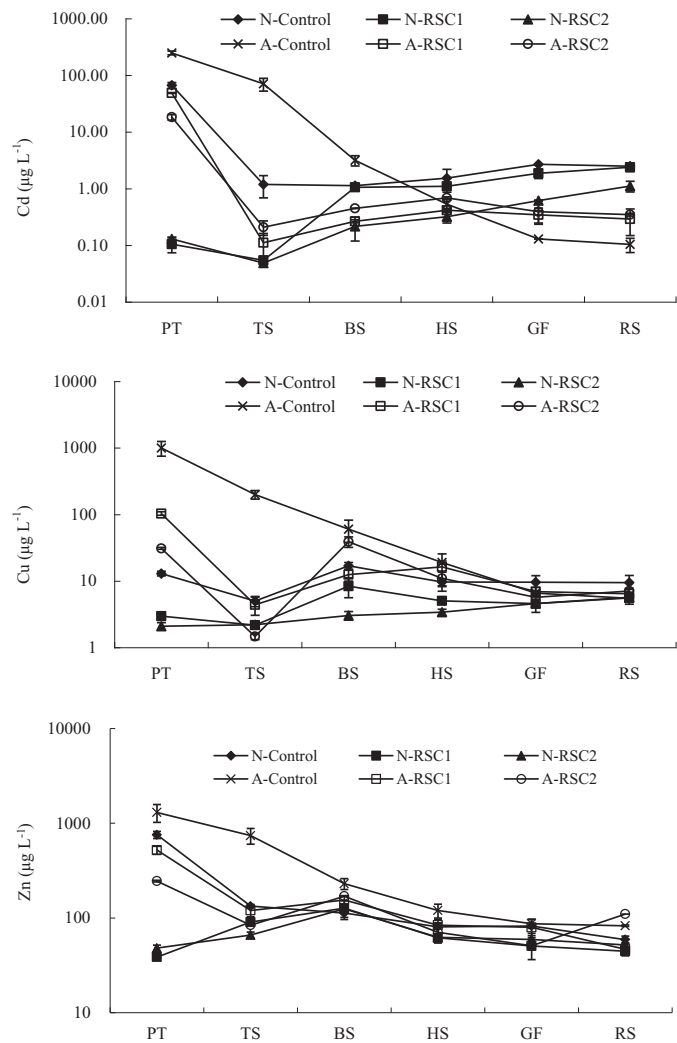 N-Control N-RSC1 N-RSC2
A-Control A-RSC1 A-RSC2
1000.00
100.00
10.00
1.00
0.10
0.01
Cd (µg L⁻¹)
PT TS BS HS GF RS
N-Control N-RSC1 N-RSC2
A-Control A-RSC1 A-RSC2
10000
1000
100
10
1
Cu (µg L⁻¹)
PT TS BS HS GF RS
N-Control N-RSC1 N-RSC2
A-Control A-RSC1 A-RSC2
10000
1000
100
10
Zn (µg L⁻¹)
PT TS BS HS GF RS